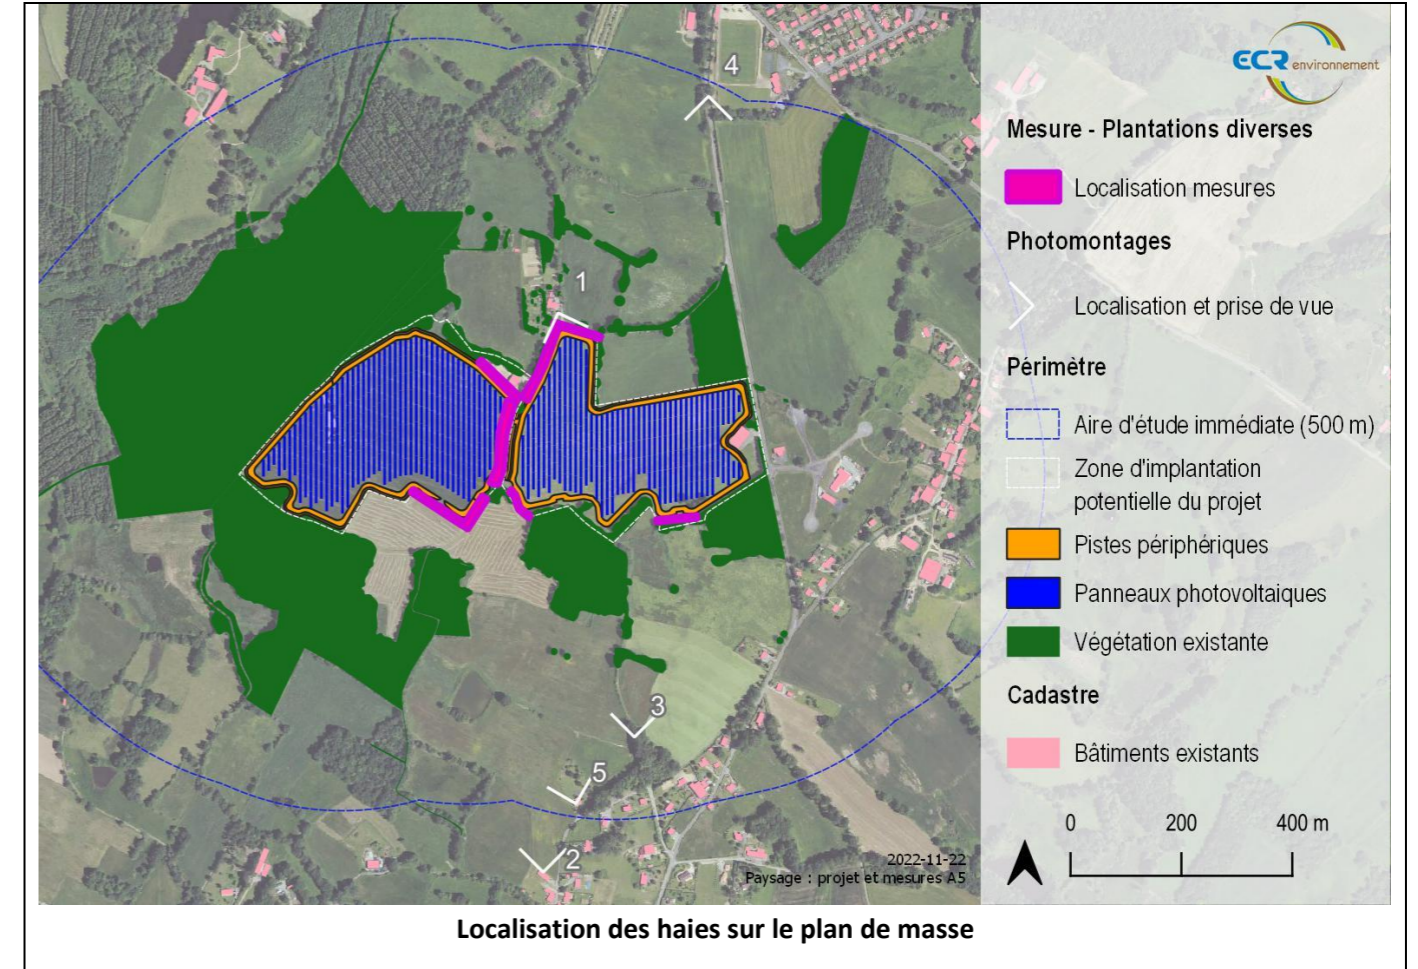 4
1
3
5
2
2022-11-22
Paysage : projet et mesures A5
ECR environnement
Mesure - Plantations diverses
Localisation mesures
Photomontages
Localisation et prise de vue
Périmètre
Aire d'étude immédiate (500 m)
Zone d'implantation
potentielle du projet
Pistes périphériques
Panneaux photovoltaiques
Végétation existante
Cadastre
Bâtiments existants
0 200 400 m
Localisation des haies sur le plan de masse